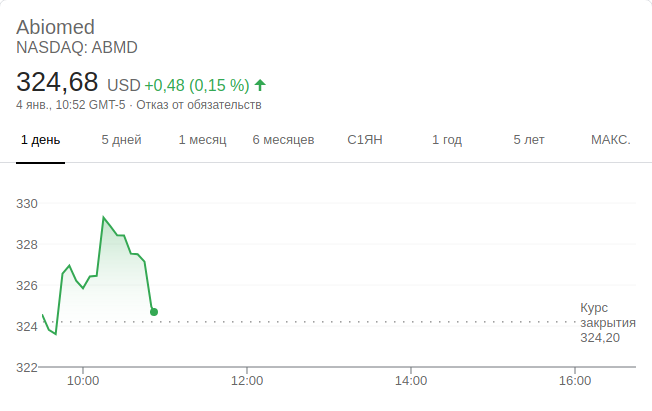 Abiomed
NASDAQ: ABMD
324,68 USD +0,48 (0,15 %)
4 янв., 10:52 GMT-5 · Отказ от обязательств
1 день 5 дней 1 месяц 6 месяцев С1ЯН 1 год 5 лет МАКС.
330
328
326
324
322
Курс
закрытия
324,20
10:00 12:00 14:00 16:00